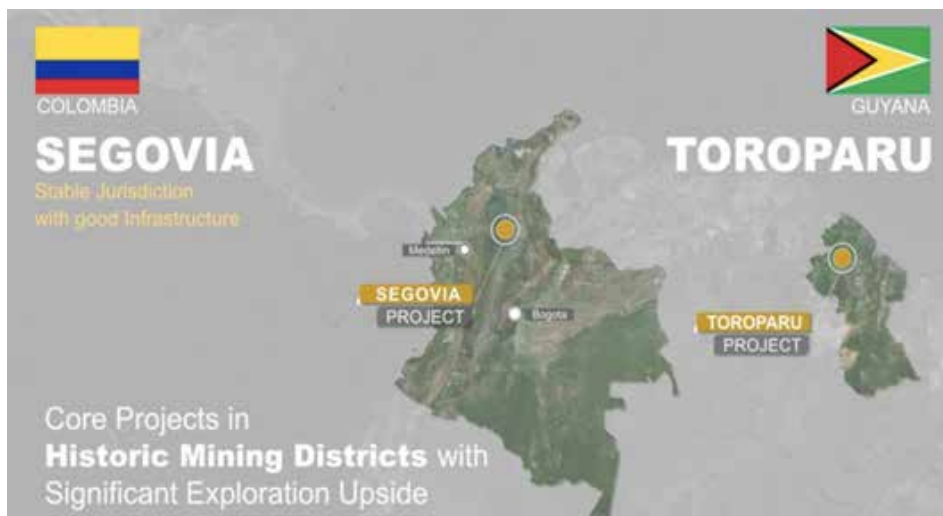 COLOMBIA
SEGOVIA
Stable Jurisdiction
with good Infrastructure
GUYANA
TOROPARU
Medellin
SEGOVIA
PROJECT
Bogota
TOROPARU
PROJECT
Core Projects in
Historic Mining Districts with
Significant Exploration Upside